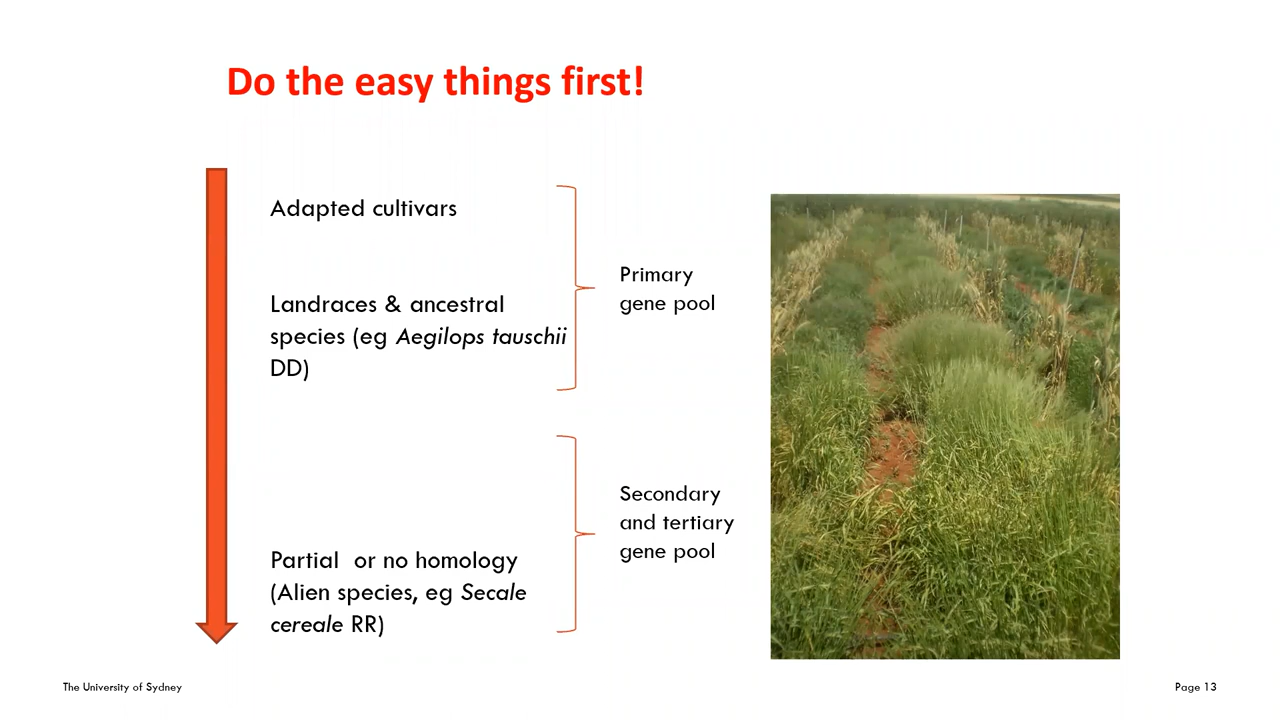 Do the easy things first!
Adapted cultivars
Landraces & ancestral
species (eg Aegilops tauschii
DD)
Primary
gene pool
Partial  or no homology
(Alien species, eg Secale
cereale RR)
Secondary
and tertiary
gene pool
The University of Sydney
Page 13